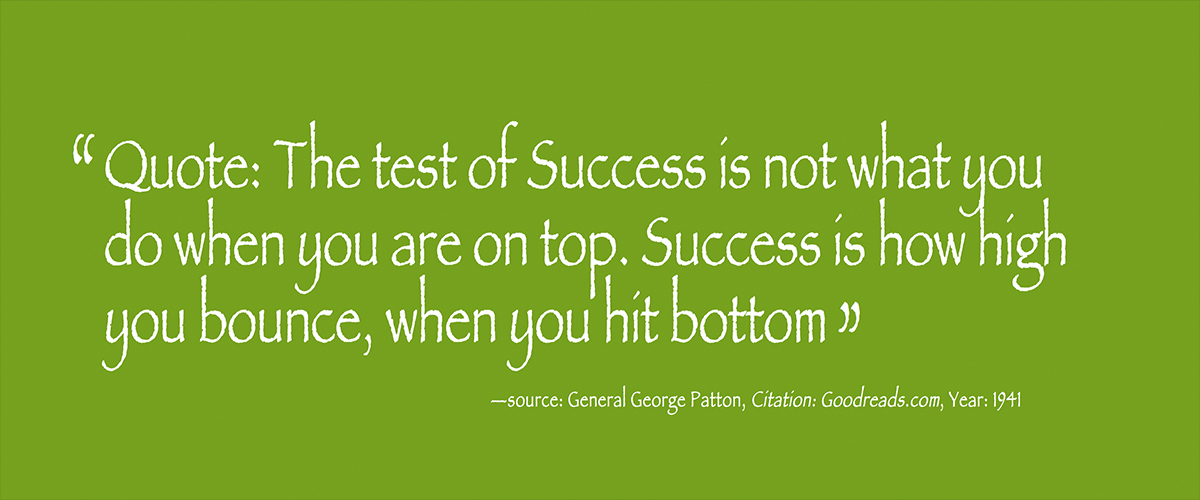 “ Quote: The test of Success is not what you
do when you are on top. Success is how high
you bounce, when you hit bottom ”
—source: General George Patton, Citation: Goodreads.com, Year: 1941